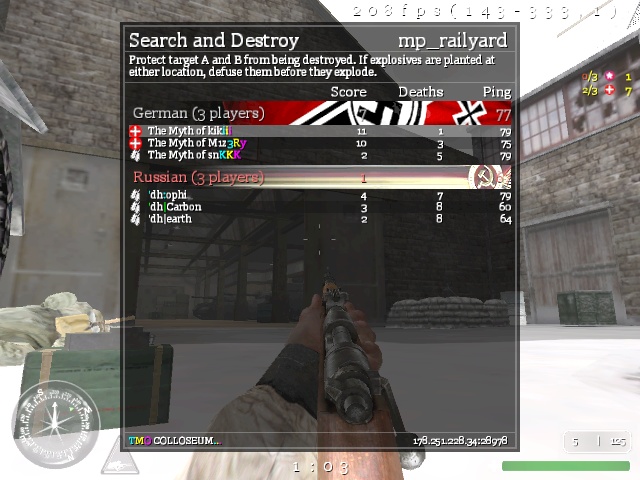 208fps(143-333,1)
Search and Destroy mp_railyard
Protect target A and B from being destroyed. If explosives are planted at
either location, defuse them before they explode.
Score Deaths Ping
German (3 players) 77
The Myth of kikiii 11 1 79
The Myth of M1z3Ry 10 3 75
The Myth of snKKK 2 5 79
Russian (3 players) 1
'dh:ophi 4 7 79
'dh|Carbon 3 8 60
'dh|earth 2 8 64
0/3 1
2/3 7
TMO COLLOSEUM... 178.251.228.34:28978
5 | 125
1:03